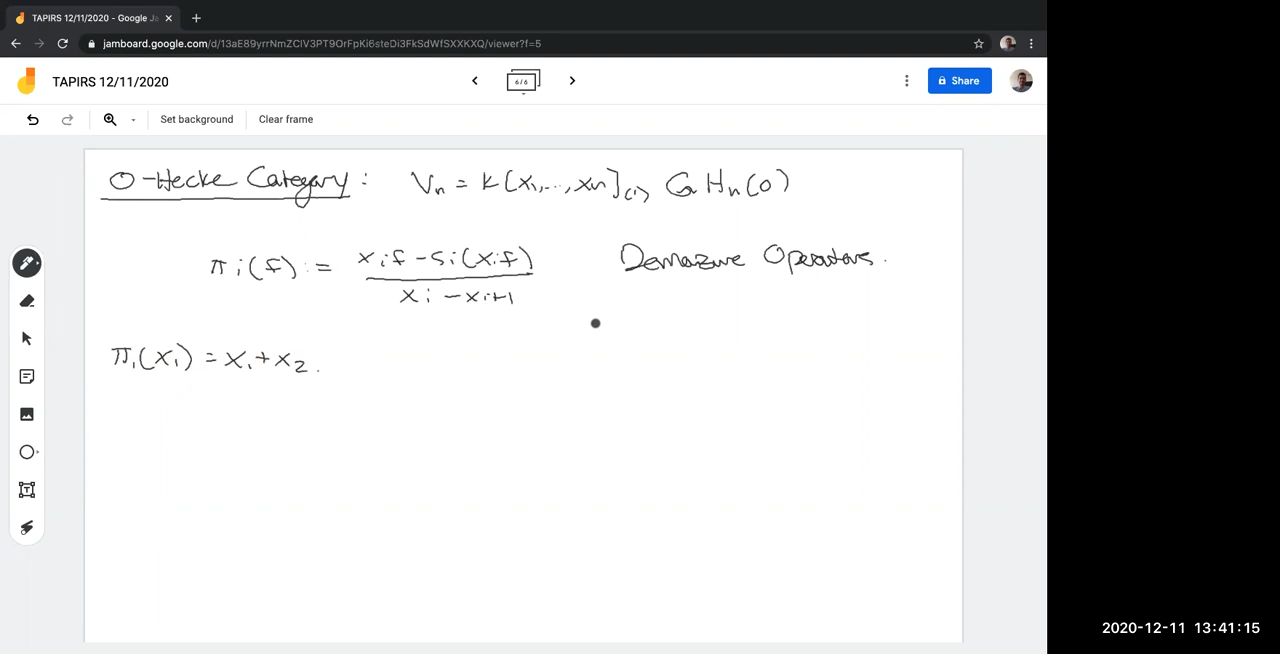 TAPIRS 12/11/2020 - Google Ja
jamboard.google.com/d/13aE89yrrNmZClV3PT9OrFpKi6steDi3FkSdWfSXXKXQ/viewer?f=5
TAPIRS 12/11/2020
6/6
Share
Set background
Clear frame
0-Hecke Category : Vn = k[x1,...,xn](1) G Hn(0)
πi(f) := xif - si(xif) / xi - xi+1
Demazure Operators.
π1(x1) = x1 + x2.
2020-12-11 13:41:15